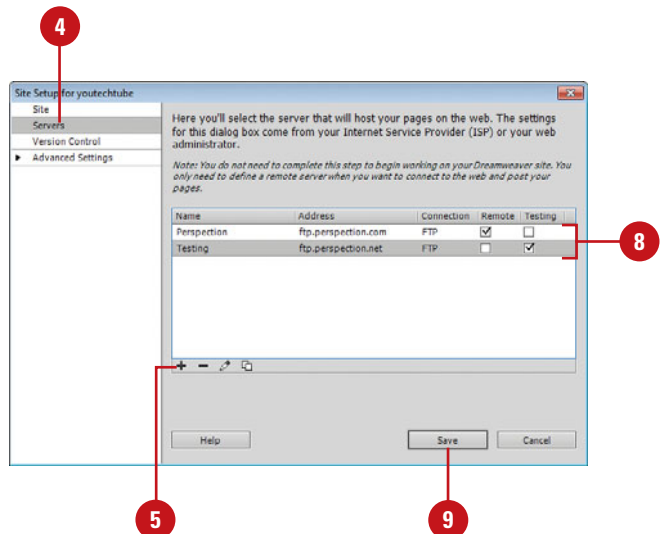 4
Site Setup for youtechtube
Site
Servers
Version Control
Advanced Settings
Here you'll select the server that will host your pages on the web. The settings
for this dialog box come from your Internet Service Provider (ISP) or your web
administrator.
Note: You do not need to complete this step to begin working on your Dreamweaver site. You
only need to define a remote server when you want to connect to the web and post your
pages.
Name Address Connection Remote Testing
Perspection ftp.perspection.com FTP
Testing ftp.perspection.net FTP
8
Help Save Cancel
5 9